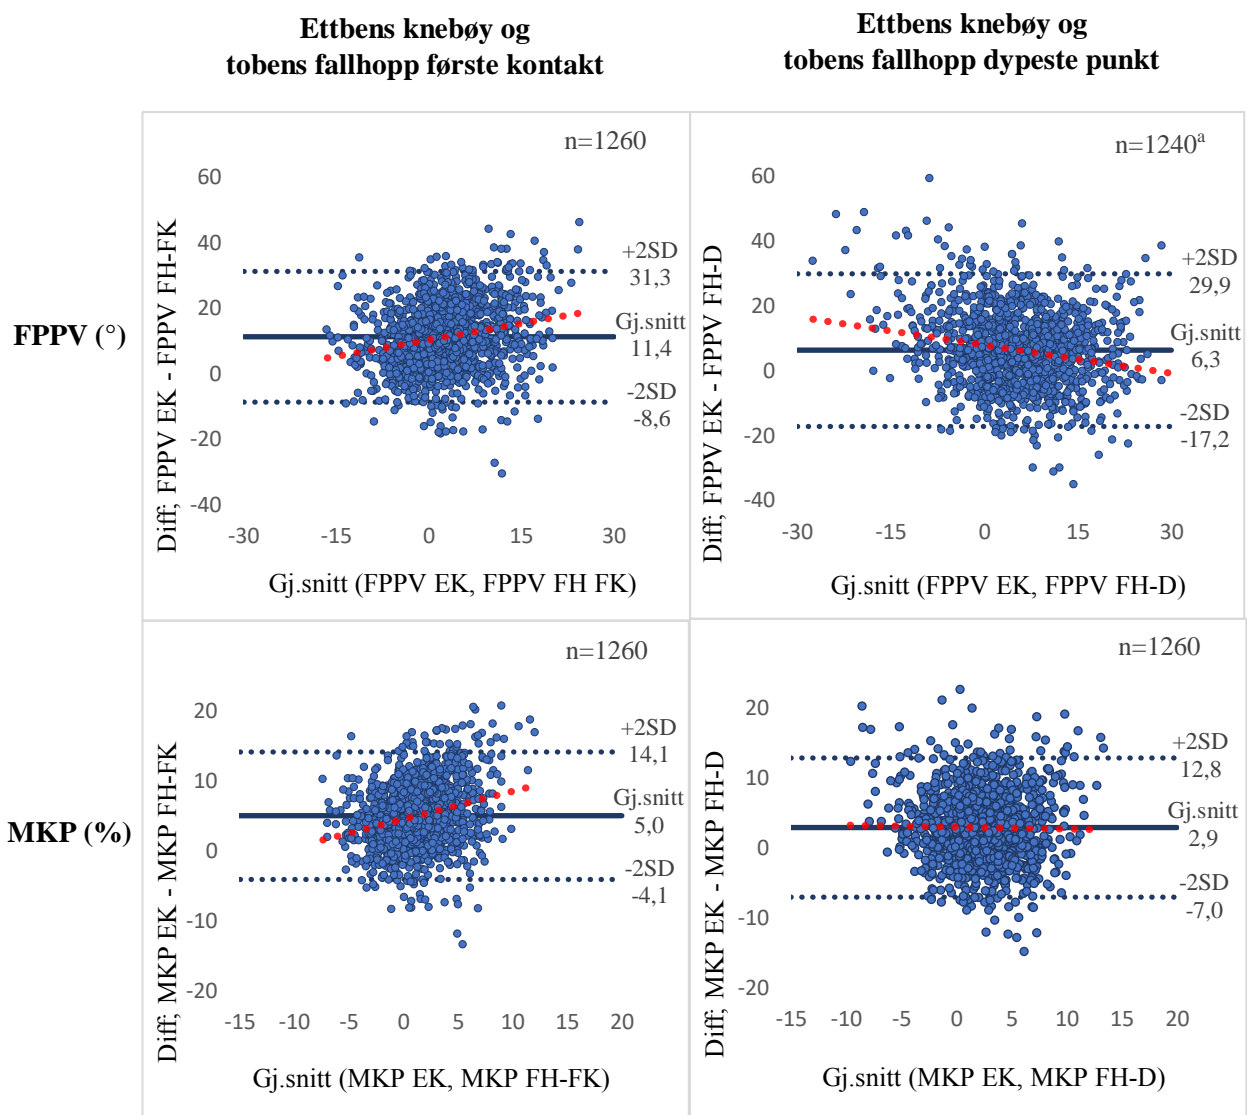 Ettbens knebøy og
tobens fallhopp første kontakt
Ettbens knebøy og
tobens fallhopp dypeste punkt
FPPV (°)
n=1260
Diff; FPPV EK - FPPV FH-FK
60
40
20
0
-20
-40
+2SD
31,3
Gj.snitt
11,4
-2SD
-8,6
-30 -15 0 15 30
Gj.snitt (FPPV EK, FPPV FH FK)
n=1240ᵃ
Diff; FPPV EK - FPPV FH-D
60
40
20
0
-20
-40
+2SD
29,9
Gj.snitt
6,3
-2SD
-17,2
-30 -15 0 15 30
Gj.snitt (FPPV EK, FPPV FH-D)
MKP (%)
n=1260
Diff; MKP EK - MKP FH-FK
20
10
0
-10
-20
+2SD
14,1
Gj.snitt
5,0
-2SD
-4,1
-15 -10 -5 0 5 10 15 20
Gj.snitt (MKP EK, MKP FH-FK)
n=1260
Diff; MKP EK - MKP FH-D
20
10
0
-10
-20
+2SD
12,8
Gj.snitt
2,9
-2SD
-7,0
-15 -10 -5 0 5 10 15 20
Gj.snitt (MKP EK, MKP FH-D)